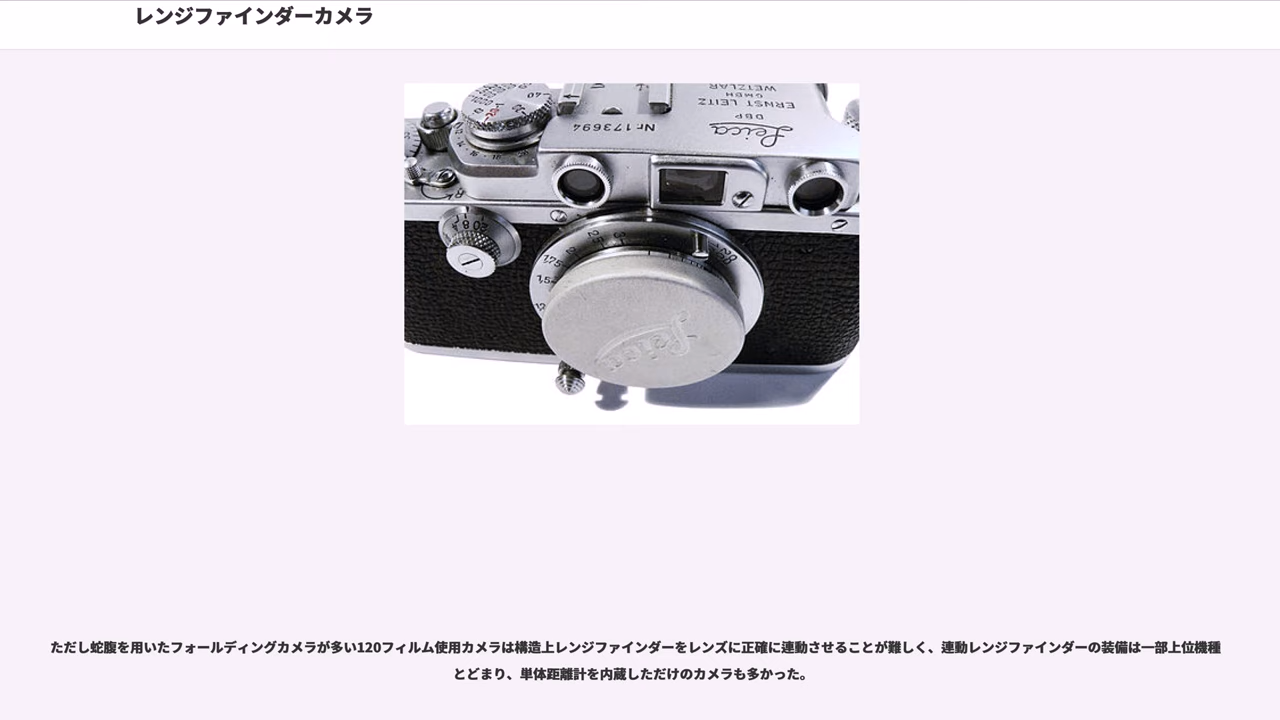 レンジファインダーカメラ
WETZLAR
GMBH
ERNST LEITZ
DBP
Leica
Nr.173694
Leica
ただし蛇腹を用いたフォールディングカメラが多い120フィルム使用カメラは構造上レンジファインダーをレンズに正確に連動させることが難しく、連動レンジファインダーの装備は一部上位機種
とどまり、単体距離計を内蔵しただけのカメラも多かった。